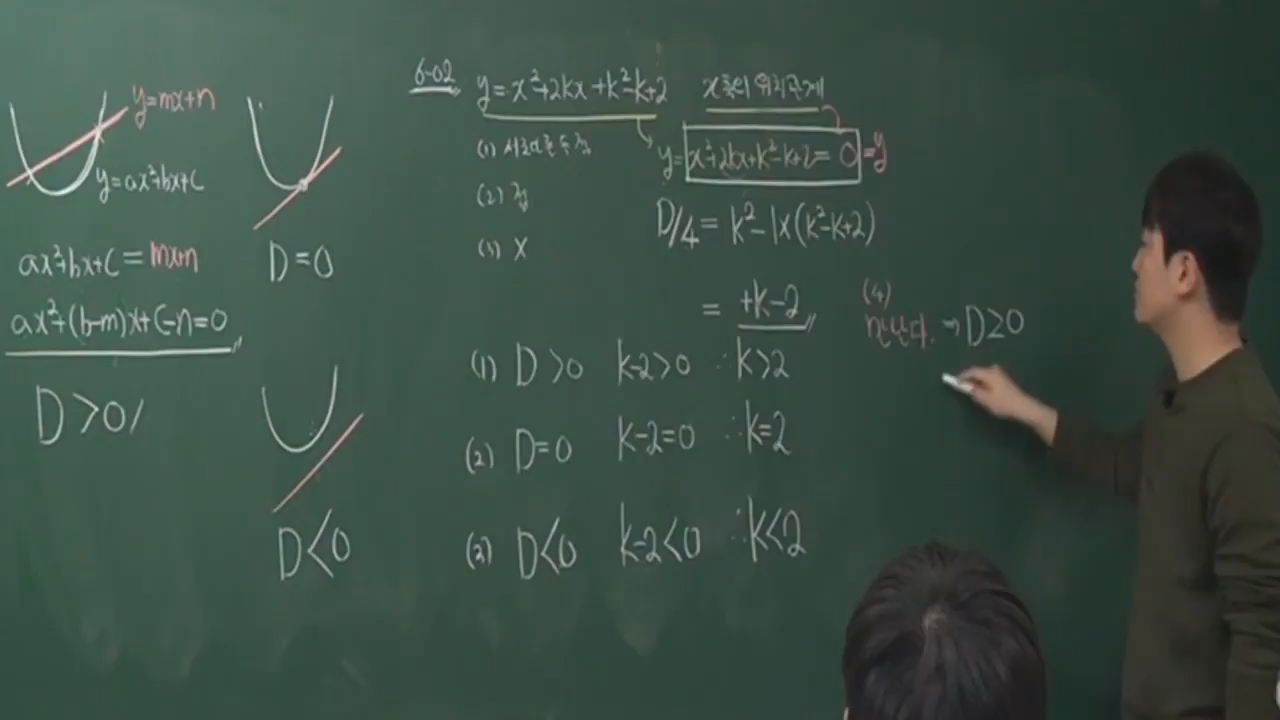 y=mx+n
y=ax²+bx+c
ax²+bx+c=mx+n
ax²+(b-m)x+c-n=0
D>0
D=0
D<0
6-02 y=x²+2kx+k²-k+2 x축의 위치관계
(1) 서로다른 두 점
(2) 점
(3) X
y=x²+2kx+k²-k+2=0=y
D/4=k²-1×(k²-k+2)
=+k-2
(1) D>0 k-2>0 ∴k>2
(2) D=0 k-2=0 ∴k=2
(3) D<0 k-2<0 ∴k<2
(4)
만난다. → D≥0